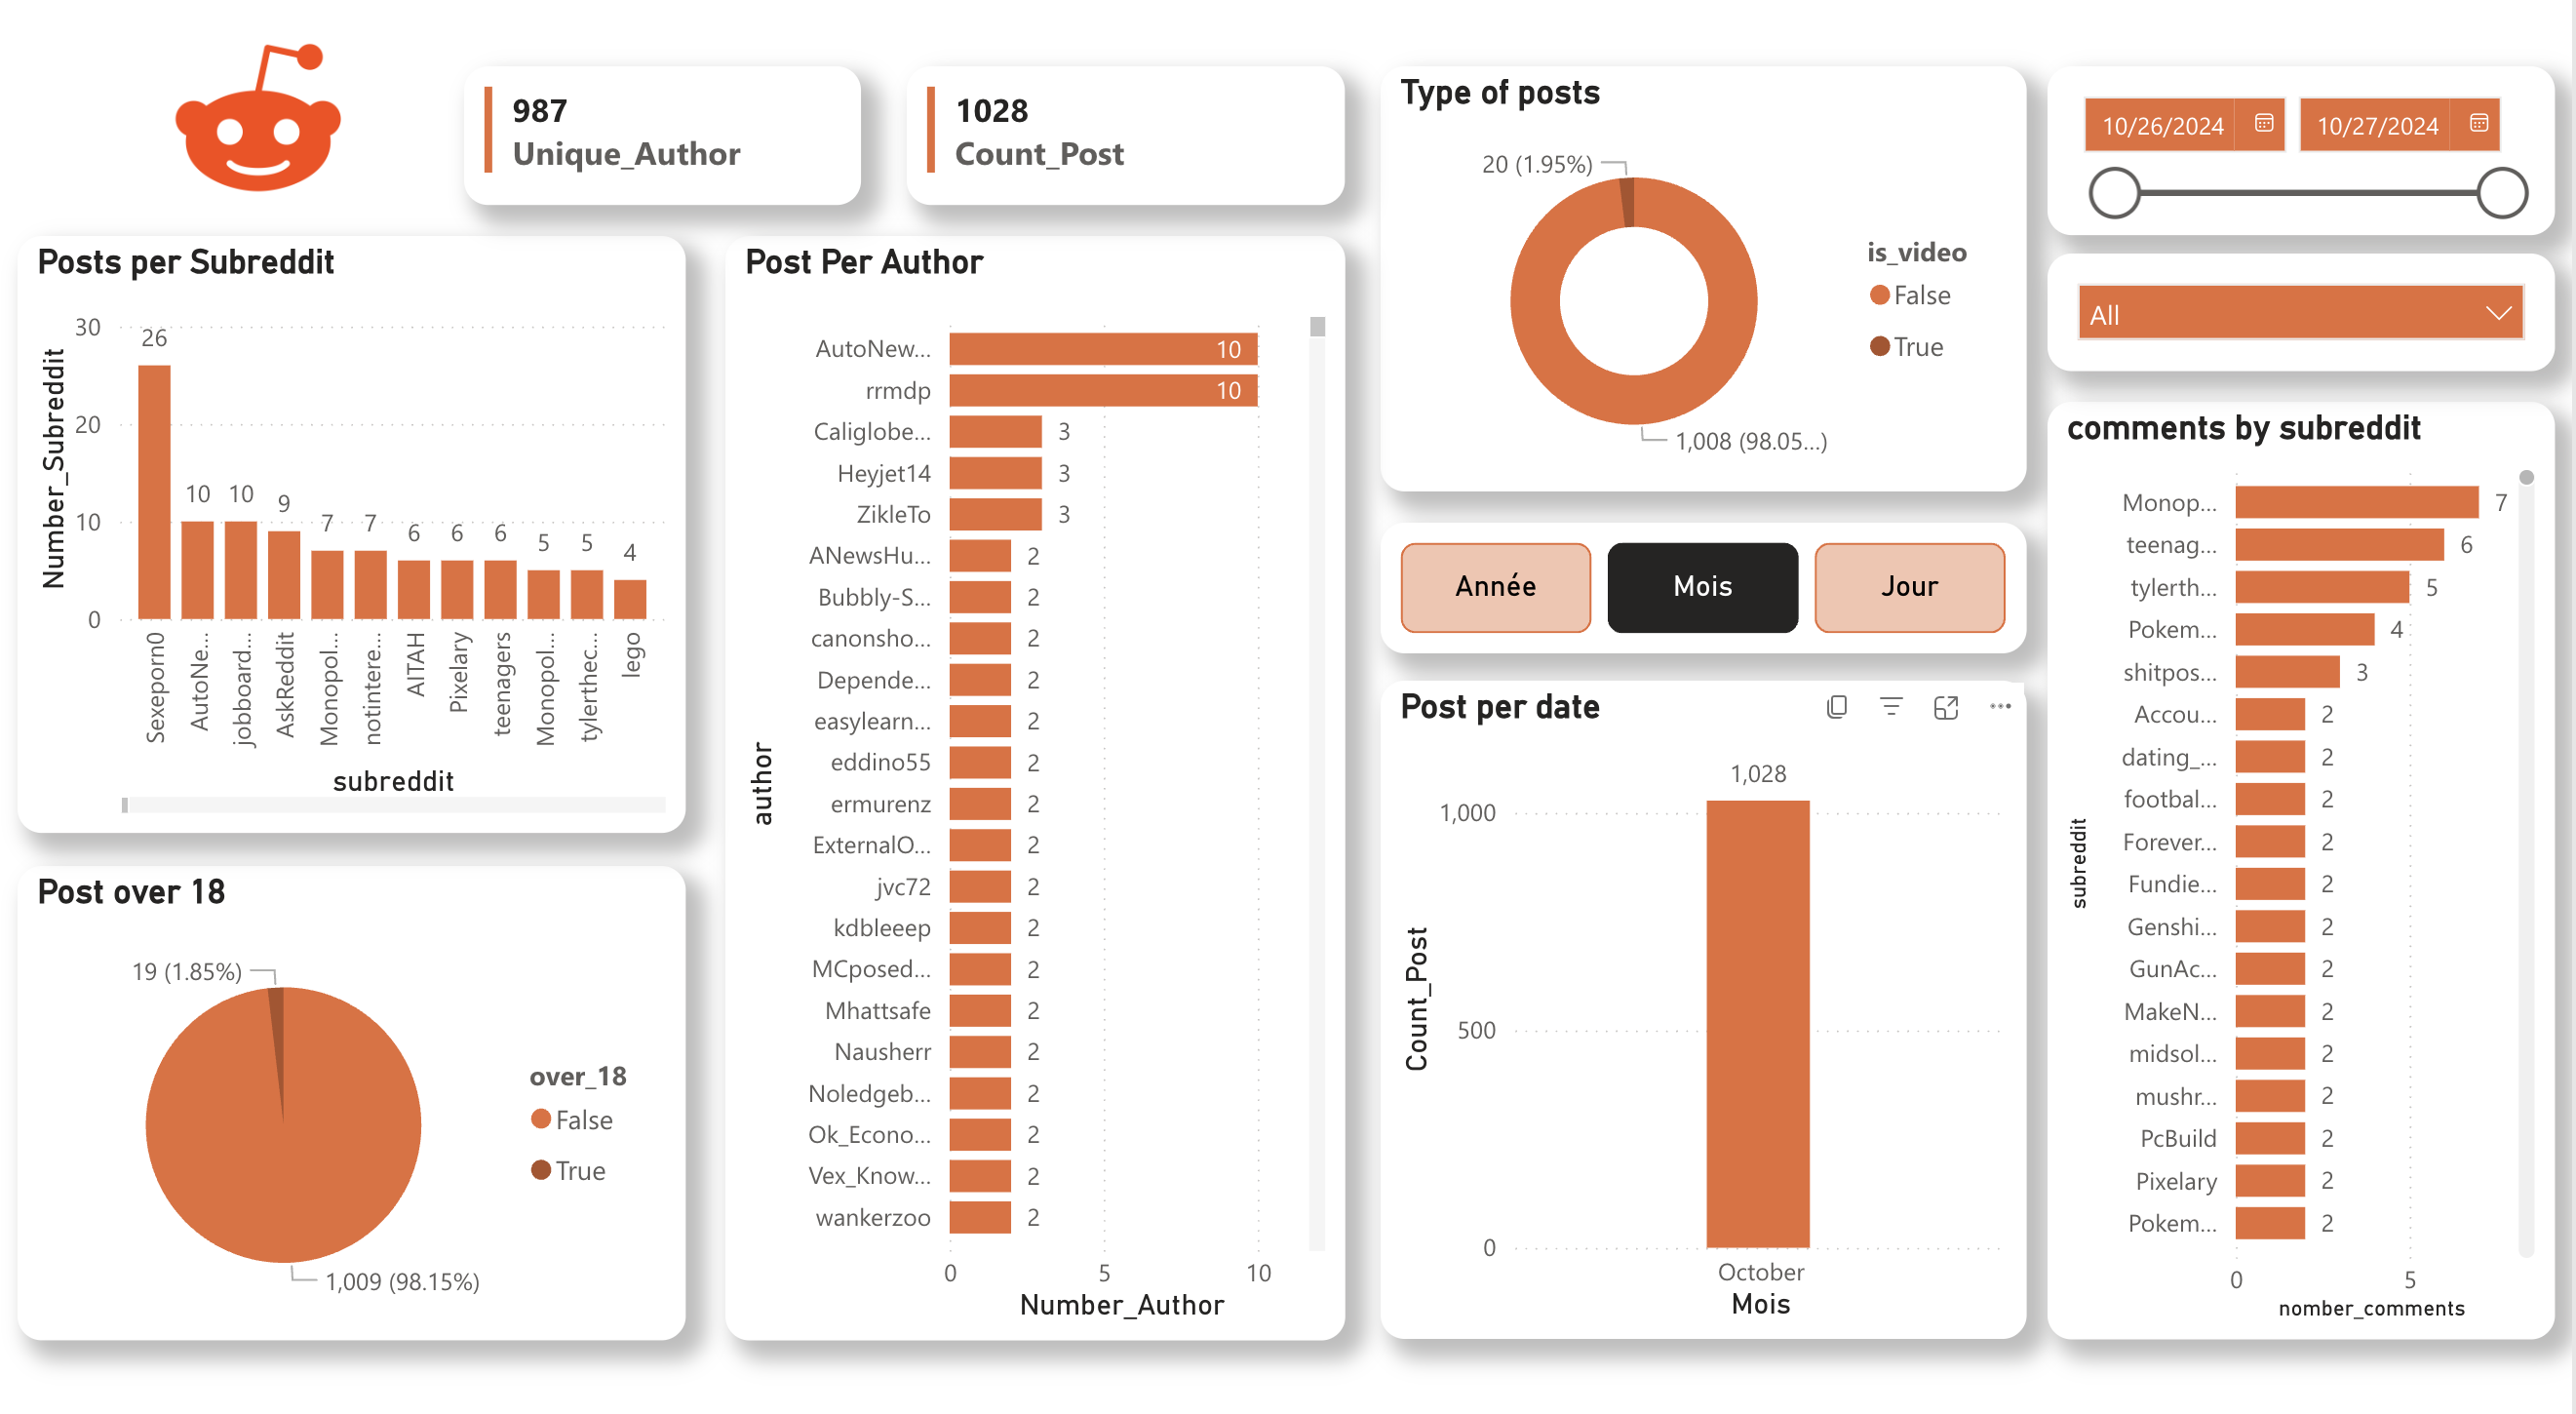 987
Unique_Author
1028
Count_Post
Posts per Subreddit
Number_Subreddit
30
20
10
0
26
10
10
9
7
7
6
6
6
5
5
4
Sexeporn0
AutoNe...
jobboard...
AskReddit
Monopol...
notintere...
AITAH
Pixelary
teenagers
Monopol...
tylerthec...
lego
subreddit
Post over 18
19 (1.85%)
1,009 (98.15%)
over_18
False
True
Post Per Author
author
AutoNew... 10
rrmdp 10
Caliglobe... 3
Heyjet14 3
ZikleTo 3
ANewsHu... 2
Bubbly-S... 2
canonsho... 2
Depende... 2
easylearn... 2
eddino55 2
ermurenz 2
ExternalO... 2
jvc72 2
kdbleeep 2
MCposed... 2
Mhattsafe 2
Nausherr 2
Noledgeb... 2
Ok_Econo... 2
Vex_Know... 2
wankerzoo 2
0 5 10
Number_Author
Type of posts
20 (1.95%)
1,008 (98.05...)
is_video
False
True
Année
Mois
Jour
Post per date
Count_Post
1,028
1,000
500
0
October
Mois
10/26/2024
10/27/2024
All
comments by subreddit
subreddit
Monop... 7
teenag... 6
tylerth... 5
Pokem... 4
shitpos... 3
Accou... 2
dating_... 2
footbal... 2
Forever... 2
Fundie... 2
Genshi... 2
GunAc... 2
MakeN... 2
midsol... 2
mushr... 2
PcBuild 2
Pixelary 2
Pokem... 2
0 5
nomber_comments